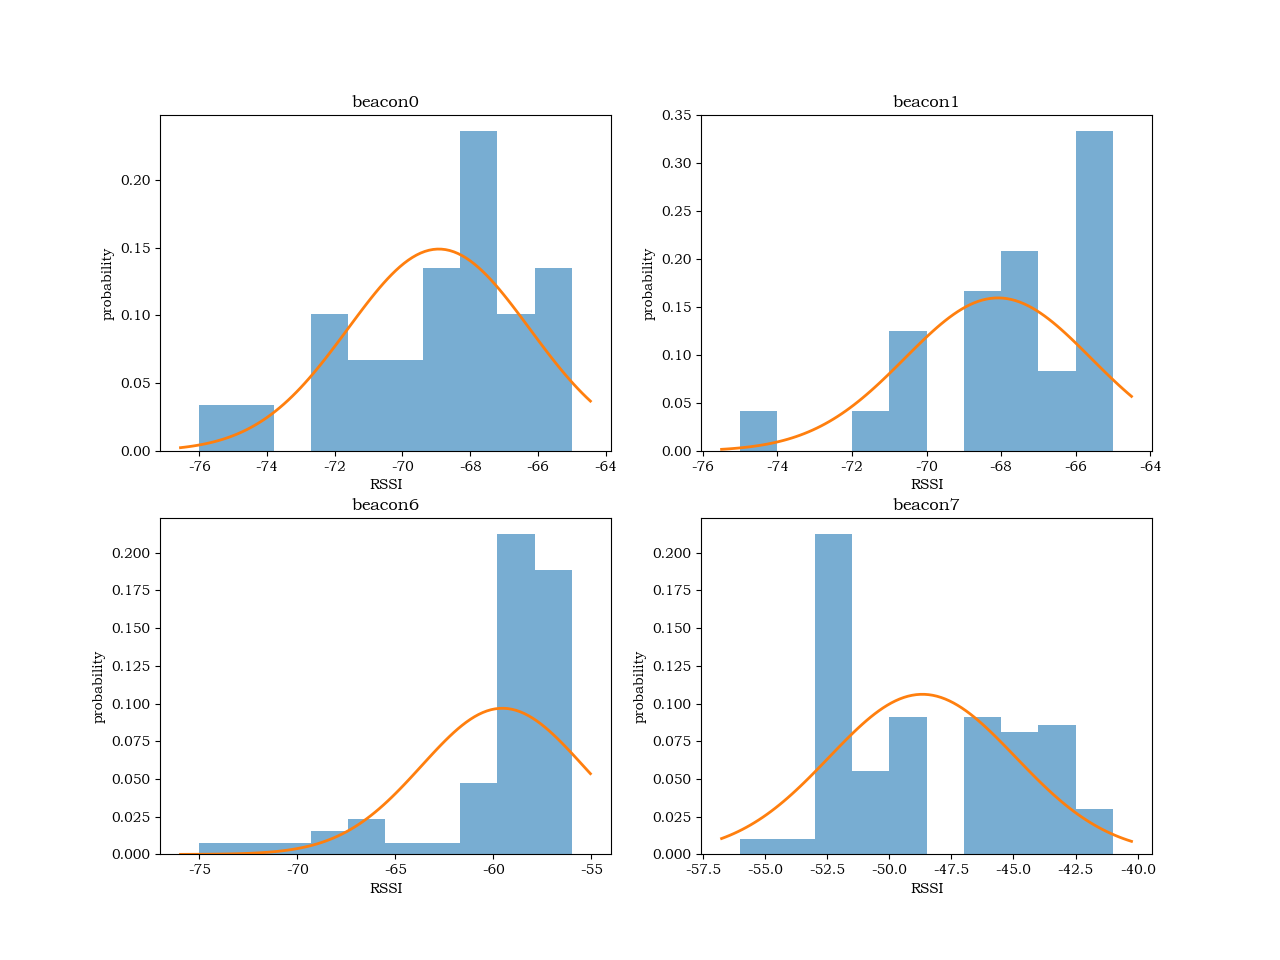 beacon0
probability
0.20
0.15
0.10
0.05
0.00
-76 -74 -72 -70 -68 -66 -64
RSSI
beacon1
probability
0.35
0.30
0.25
0.20
0.15
0.10
0.05
0.00
-76 -74 -72 -70 -68 -66 -64
RSSI
beacon6
probability
0.200
0.175
0.150
0.125
0.100
0.075
0.050
0.025
0.000
-75 -70 -65 -60 -55
RSSI
beacon7
probability
0.200
0.175
0.150
0.125
0.100
0.075
0.050
0.025
0.000
-57.5 -55.0 -52.5 -50.0 -47.5 -45.0 -42.5 -40.0
RSSI